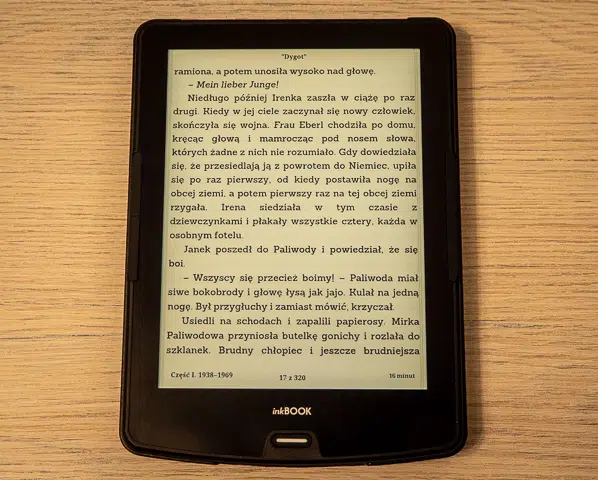 "Dygot"
ramiona, a potem unosiła wysoko nad głowę.
– Mein lieber Junge!
Niedługo później Irenka zaszła w ciążę po raz
drugi. Kiedy w jej ciele zaczynał się nowy człowiek,
skończyła się wojna. Frau Eberl chodziła po domu,
kręcąc głową i mamrocząc pod nosem słowa,
których żadne z nich nie rozumiało. Gdy dowiedziała
się, że przesiedlają ją z powrotem do Niemiec, upiła
się po raz pierwszy, od kiedy postawiła nogę na
obcej ziemi, a potem pierwszy raz na tej obcej ziemi
rzygała. Irena siedziała w tym czasie z
dziewczynkami i płakały wszystkie cztery, każda w
osobnym fotelu.
Janek poszedł do Paliwody i powiedział, że się
boi.
– Wszyscy się przecież boimy! – Paliwoda miał
siwe bokobrody i głowę łysą jak jajo. Kulał na jedną
nogę. Był przygłuchy i zamiast mówić, krzyczał.
Usiedli na schodach i zapalili papierosy. Mirka
Paliwodowa przyniosła butelkę gonichy i rozlała do
szklanek. Brudny chłopiec i jeszcze brudniejsza
Część I. 1938–1969 17 z 320 16 minut
inkBOOK